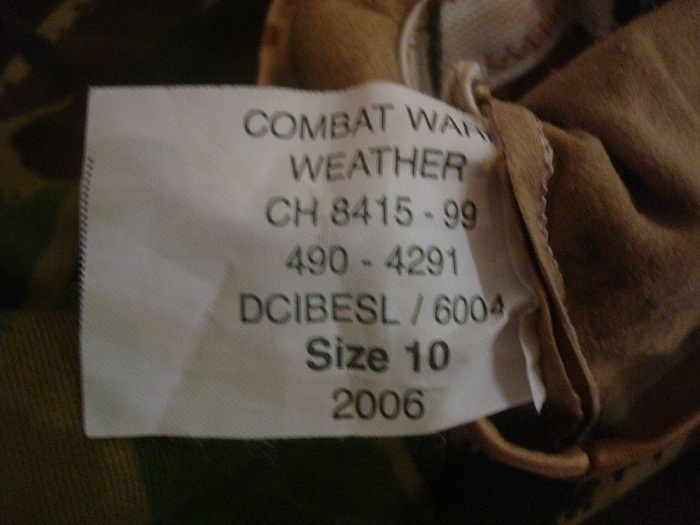 COMBAT WAR
WEATHER
CH 8415 - 99
490 - 4291
DCIBESL / 6004
Size 10
2006